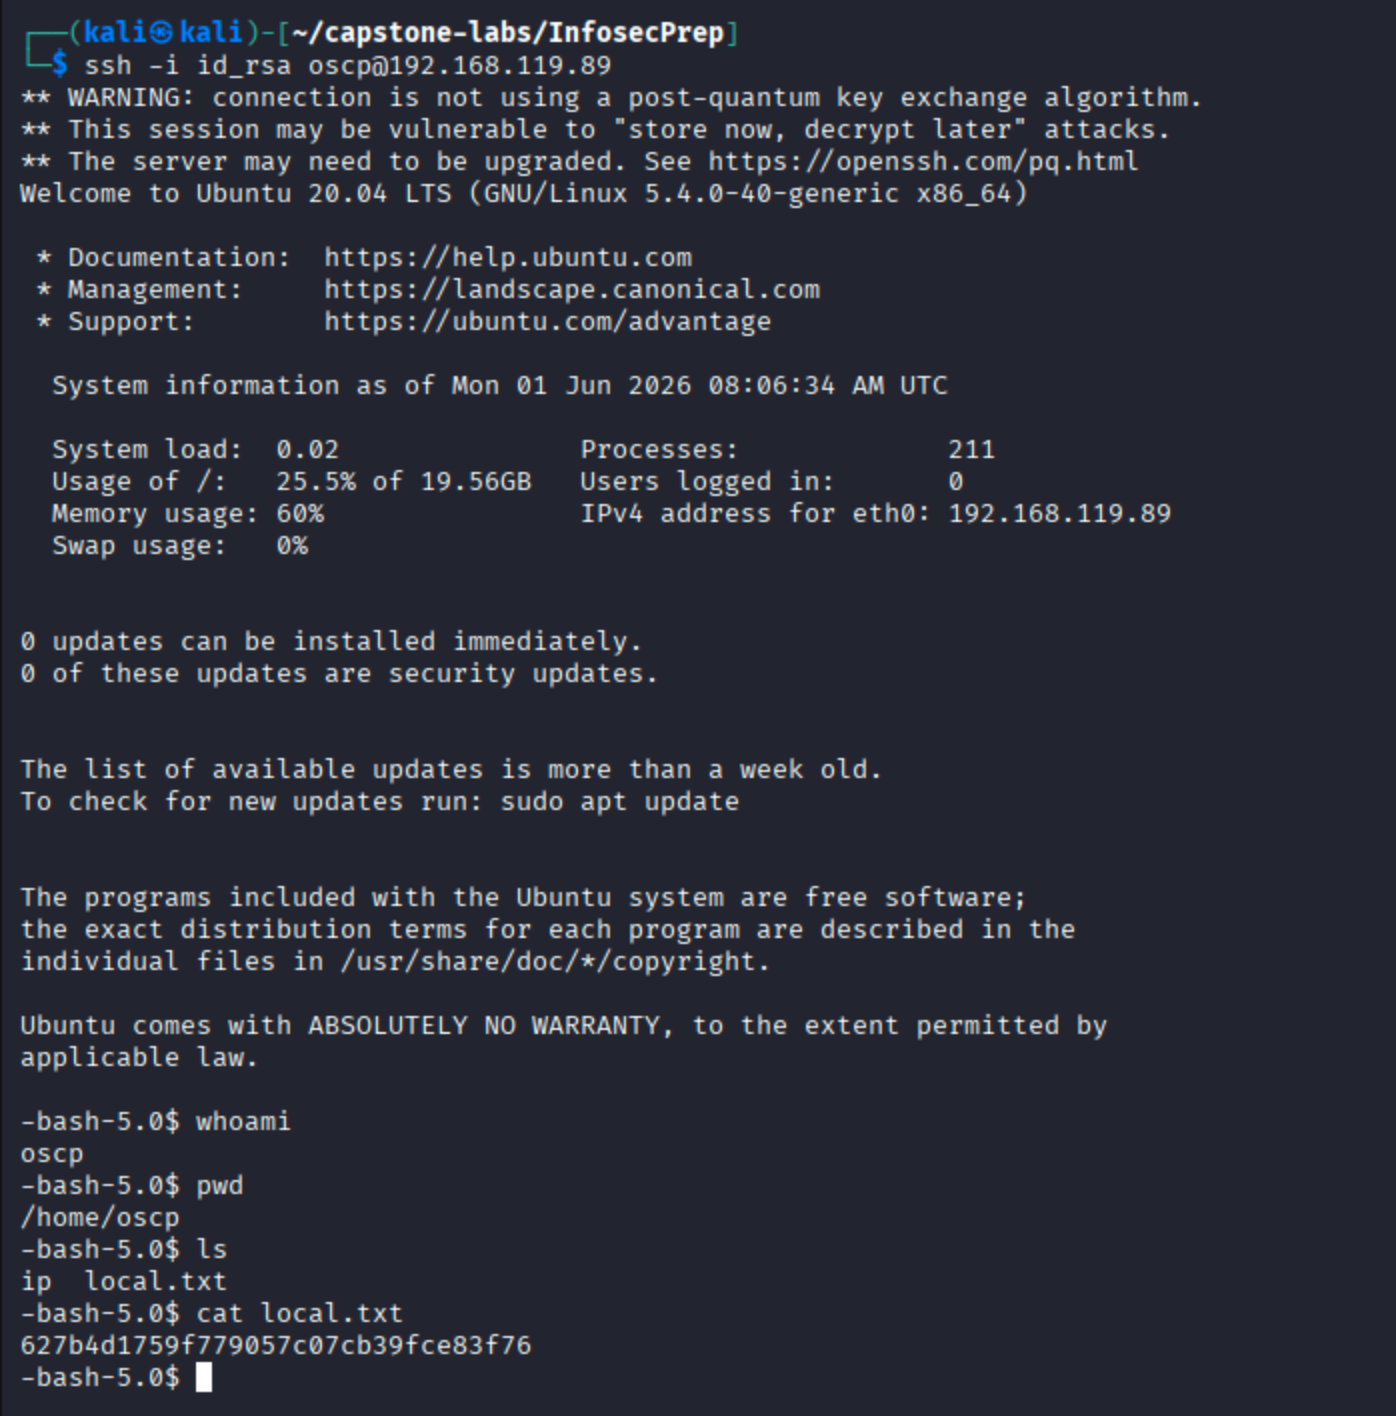 ┌──(kali㉿kali)-[~/capstone-labs/InfosecPrep]
└─$ ssh -i id_rsa oscp@192.168.119.89
** WARNING: connection is not using a post-quantum key exchange algorithm.
** This session may be vulnerable to "store now, decrypt later" attacks.
** The server may need to be upgraded. See https://openssh.com/pq.html
Welcome to Ubuntu 20.04 LTS (GNU/Linux 5.4.0-40-generic x86_64)

 * Documentation:  https://help.ubuntu.com
 * Management:     https://landscape.canonical.com
 * Support:        https://ubuntu.com/advantage

  System information as of Mon 01 Jun 2026 08:06:34 AM UTC

  System load:  0.02               Processes:             211
  Usage of /:   25.5% of 19.56GB   Users logged in:       0
  Memory usage: 60%                IPv4 address for eth0: 192.168.119.89
  Swap usage:   0%


0 updates can be installed immediately.
0 of these updates are security updates.


The list of available updates is more than a week old.
To check for new updates run: sudo apt update


The programs included with the Ubuntu system are free software;
the exact distribution terms for each program are described in the
individual files in /usr/share/doc/*/copyright.

Ubuntu comes with ABSOLUTELY NO WARRANTY, to the extent permitted by
applicable law.

-bash-5.0$ whoami
oscp
-bash-5.0$ pwd
/home/oscp
-bash-5.0$ ls
ip  local.txt
-bash-5.0$ cat local.txt
627b4d1759f779057c07cb39fce83f76
-bash-5.0$